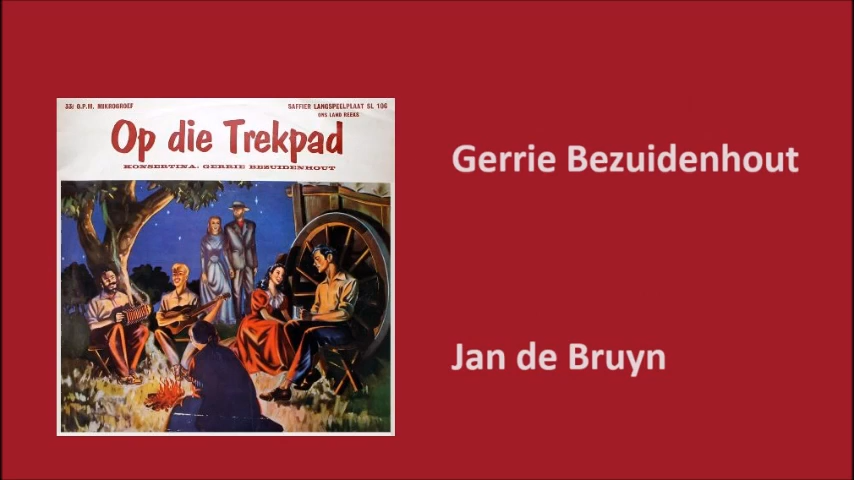 33⅓ O.P.M. MIKROGROEF
SAFFIER LANGSPEELPLAAT SL 106
ONS LAND REEKS
Op die Trekpad
KONSERTINA: GERRIE BEZUIDENHOUT
Gerrie Bezuidenhout
Jan de Bruyn